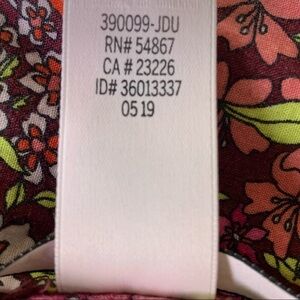 390099-JDU
RN# 54867
CA # 23226
ID# 36013337
05 19